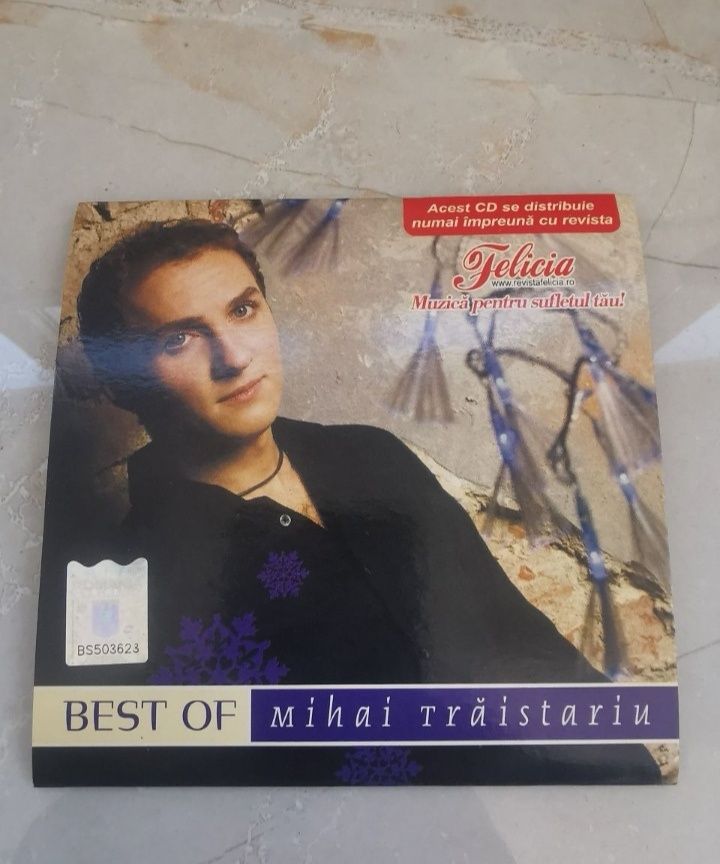 Acest CD se distribuie
numai împreună cu revista
Felicia
www.revistafelicia.ro
Muzică pentru sufletul tău!
BS503623
BEST OF Mihai Trăistariu